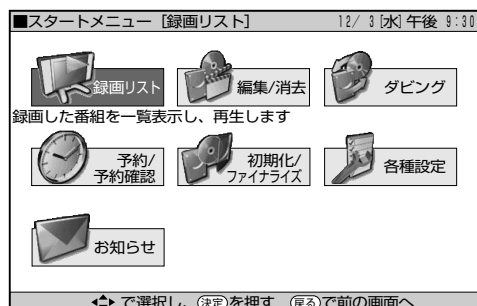 ■スタートメニュー［録画リスト］ 12/ 3[水]午後 9:30
録画リスト 編集/消去 ダビング
録画した番組を一覧表示し、再生します
予約/
予約確認
初期化/
ファイナライズ
各種設定
お知らせ
で選択し、決定を押す 戻るで前の画面へ